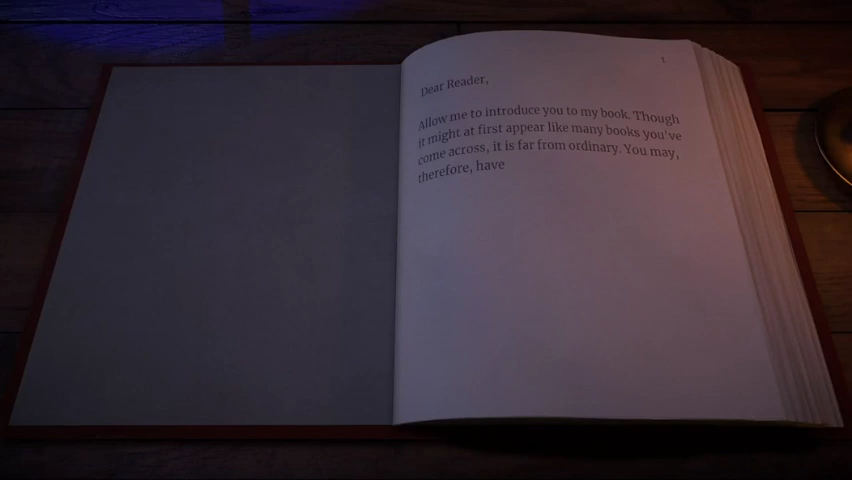 1
Dear Reader,
Allow me to introduce you to my book. Though
it might at first appear like many books you've
come across, it is far from ordinary. You may,
therefore, have